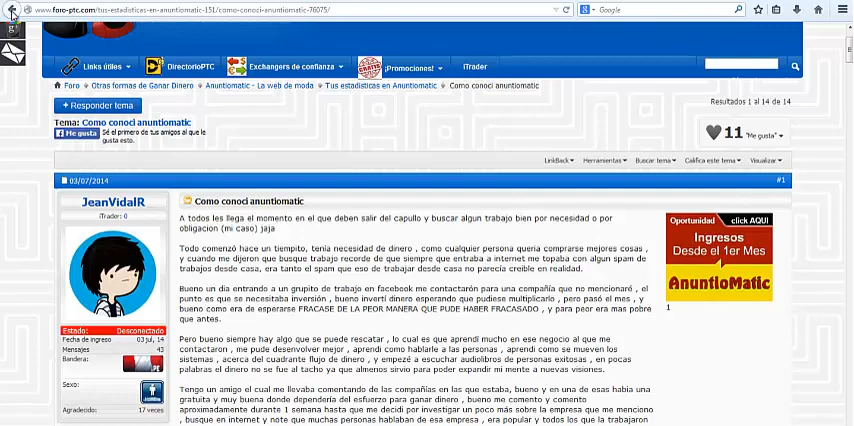 www.foro-ptc.com/tus-estadisticas-en-anuntiomatic-151/como-conoci-anuntiomatic-76075/
Google
Links útiles
DirectorioPTC
Exchangers de confianza
GRATIS
¡Promociones!
iTrader
Foro
Otras formas de Ganar Dinero
Anuntiomatic - La web de moda
Tus estadisticas en Anuntiomatic
Como conoci anuntiomatic
+ Responder tema
Resultados 1 al 14 de 14
Tema: Como conoci anuntiomatic
Me gusta
Sé el primero de tus amigos al que le
gusta esto.
11 "Me gusta"
LinkBack
Herramientas
Buscar tema
Califica este tema
Visualizar
03/07/2014
#1
JeanVidalR
iTrader: 0
Estado: Desconectado
Fecha de ingreso 03 jul, 14
Mensajes 43
Bandera:
Sexo:
Agradecido: 17 veces
Como conoci anuntiomatic
A todos les llega el momento en el que deben salir del capullo y buscar algun trabajo bien por necesidad o por
obligacion (mi caso) jaja
Todo comenzó hace un tiempito, tenía necesidad de dinero , como cualquier persona queria comprarse mejores cosas ,
y cuando me dijeron que busque trabajo recorde de que siempre que entraba a internet me topaba con algun spam de
trabajos desde casa, era tanto el spam que eso de trabajar desde casa no parecía creible en realidad.
Bueno un dia entrando a un grupito de trabajo en facebook me contactarón para una compañía que no mencionaré , el
punto es que se necesitaba inversión , bueno invertí dinero esperando que pudiese multiplicarlo , pero pasó el mes , y
bueno como era de esperarse FRACASE DE LA PEOR MANERA QUE PUDE HABER FRACASADO , y para peor era mas pobre
que antes.
Pero bueno siempre hay algo que se puede rescatar , lo cual es que aprendí mucho en ese negocio al que me
contactaron , me pude desenvolver mejor , aprendi como hablarle a las personas , aprendi como se mueven los
sistemas , acerca del cuadrante flujo de dinero , y empezé a escuchar audiolibros de personas exitosas , en pocas
palabras el dinero no se fue al tacho ya que almenos sirvio para poder expandir mi mente a nuevas visiones.
Tengo un amigo el cual me llevaba comentando de las compañias en las que estaba, bueno y en una de esas habia una
gratuita y muy buena donde dependería del esfuerzo para ganar dinero , bueno me comento y comento
aproximadamente durante 1 semana hasta que me decidi por investigar un poco más sobre la empresa que me menciono
, busque en internet y note que muchas personas hablaban de esa empresa , era popular y todos los que la trabajaron
Oportunidad
click AQUI
Ingresos
Desde el 1er Mes
AnuntioMatic
1